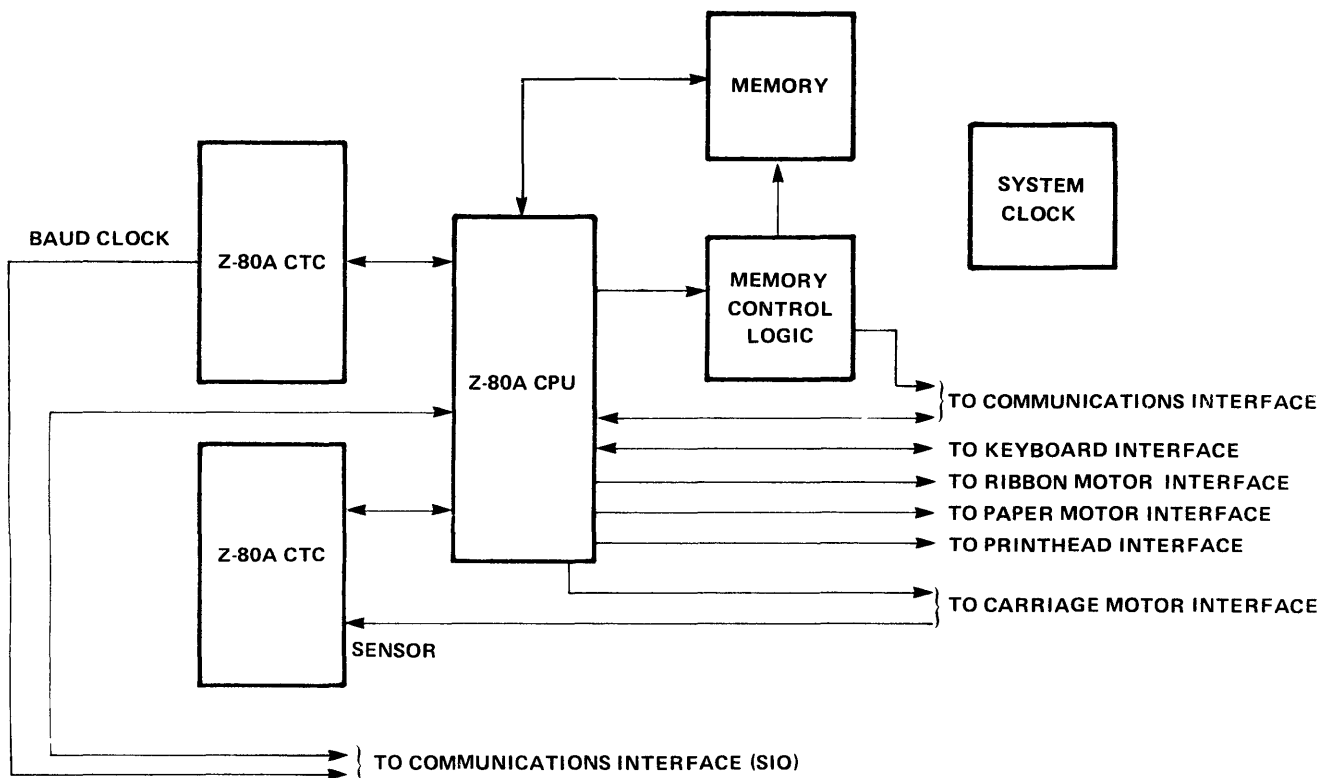 MEMORY
SYSTEM
CLOCK
BAUD CLOCK
Z-80A CTC
MEMORY
CONTROL
LOGIC
Z-80A CPU
TO COMMUNICATIONS INTERFACE
TO KEYBOARD INTERFACE
TO RIBBON MOTOR INTERFACE
TO PAPER MOTOR INTERFACE
Z-80A CTC
TO PRINTHEAD INTERFACE
TO CARRIAGE MOTOR INTERFACE
SENSOR
TO COMMUNICATIONS INTERFACE (SIO)